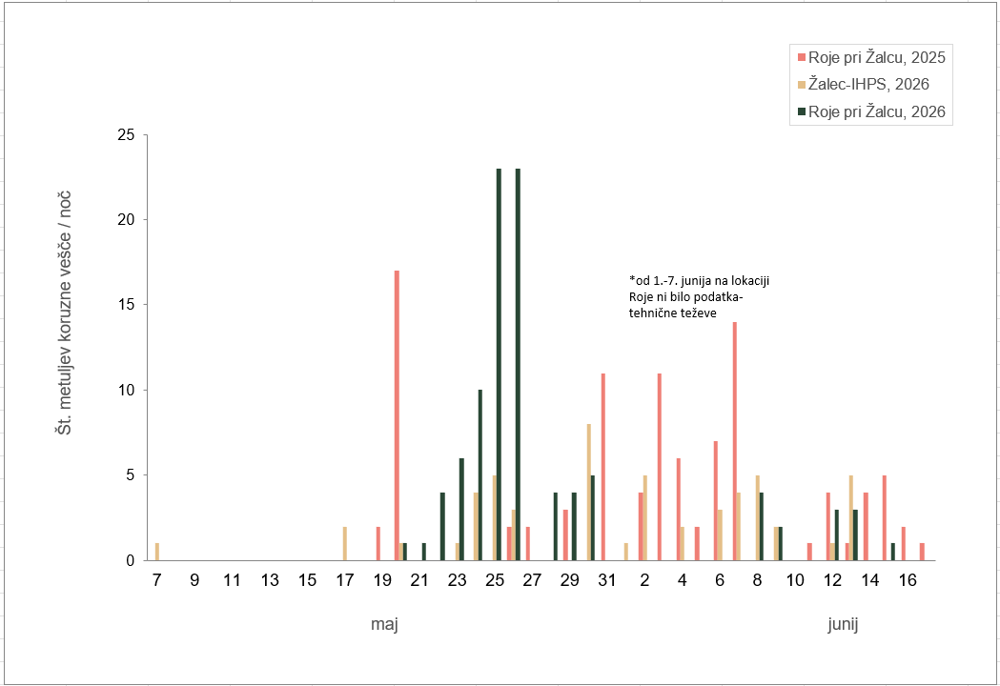 Roje pri Žalcu, 2025
Žalec-IHPS, 2026
Roje pri Žalcu, 2026
Št. metuljev koruzne vešče / noč
25
20
15
10
5
0
*od 1.-7. junija na lokaciji
Roje ni bilo podatka-
tehnične teževe
7 9 11 13 15 17 19 21 23 25 27 29 31 2 4 6 8 10 12 14 16
maj junij